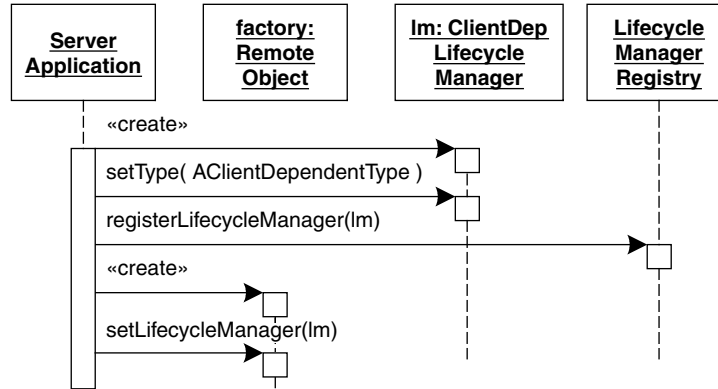 Server
Application
factory:
Remote
Object
lm: ClientDep
Lifecycle
Manager
Lifecycle
Manager
Registry
«create»
setType( AClientDependentType )
registerLifecycleManager(lm)
«create»
setLifecycleManager(lm)